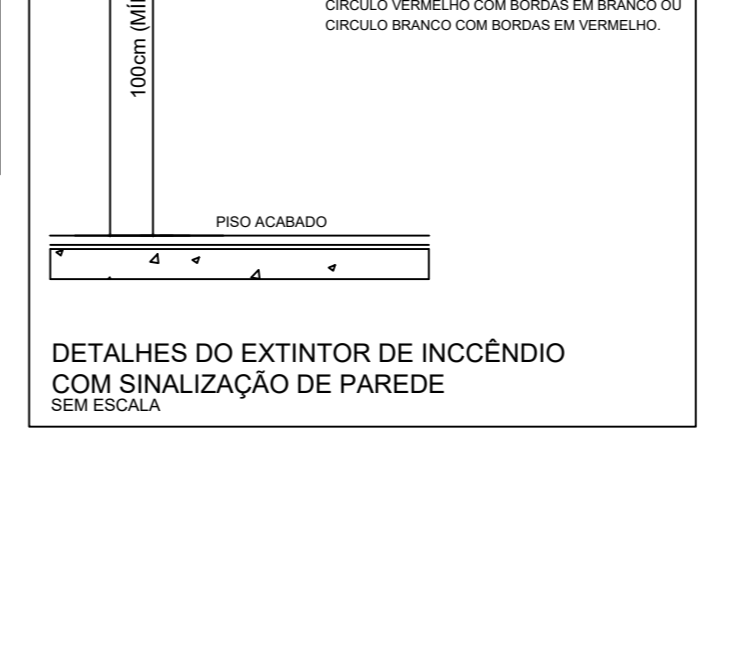 CIRCULO VERMELHO COM BORDAS EM BRANCO OU
CIRCULO BRANCO COM BORDAS EM VERMELHO.
100cm
PISO ACABADO
DETALHES DO EXTINTOR DE INCCÊNDIO
COM SINALIZAÇÃO DE PAREDE
SEM ESCALA